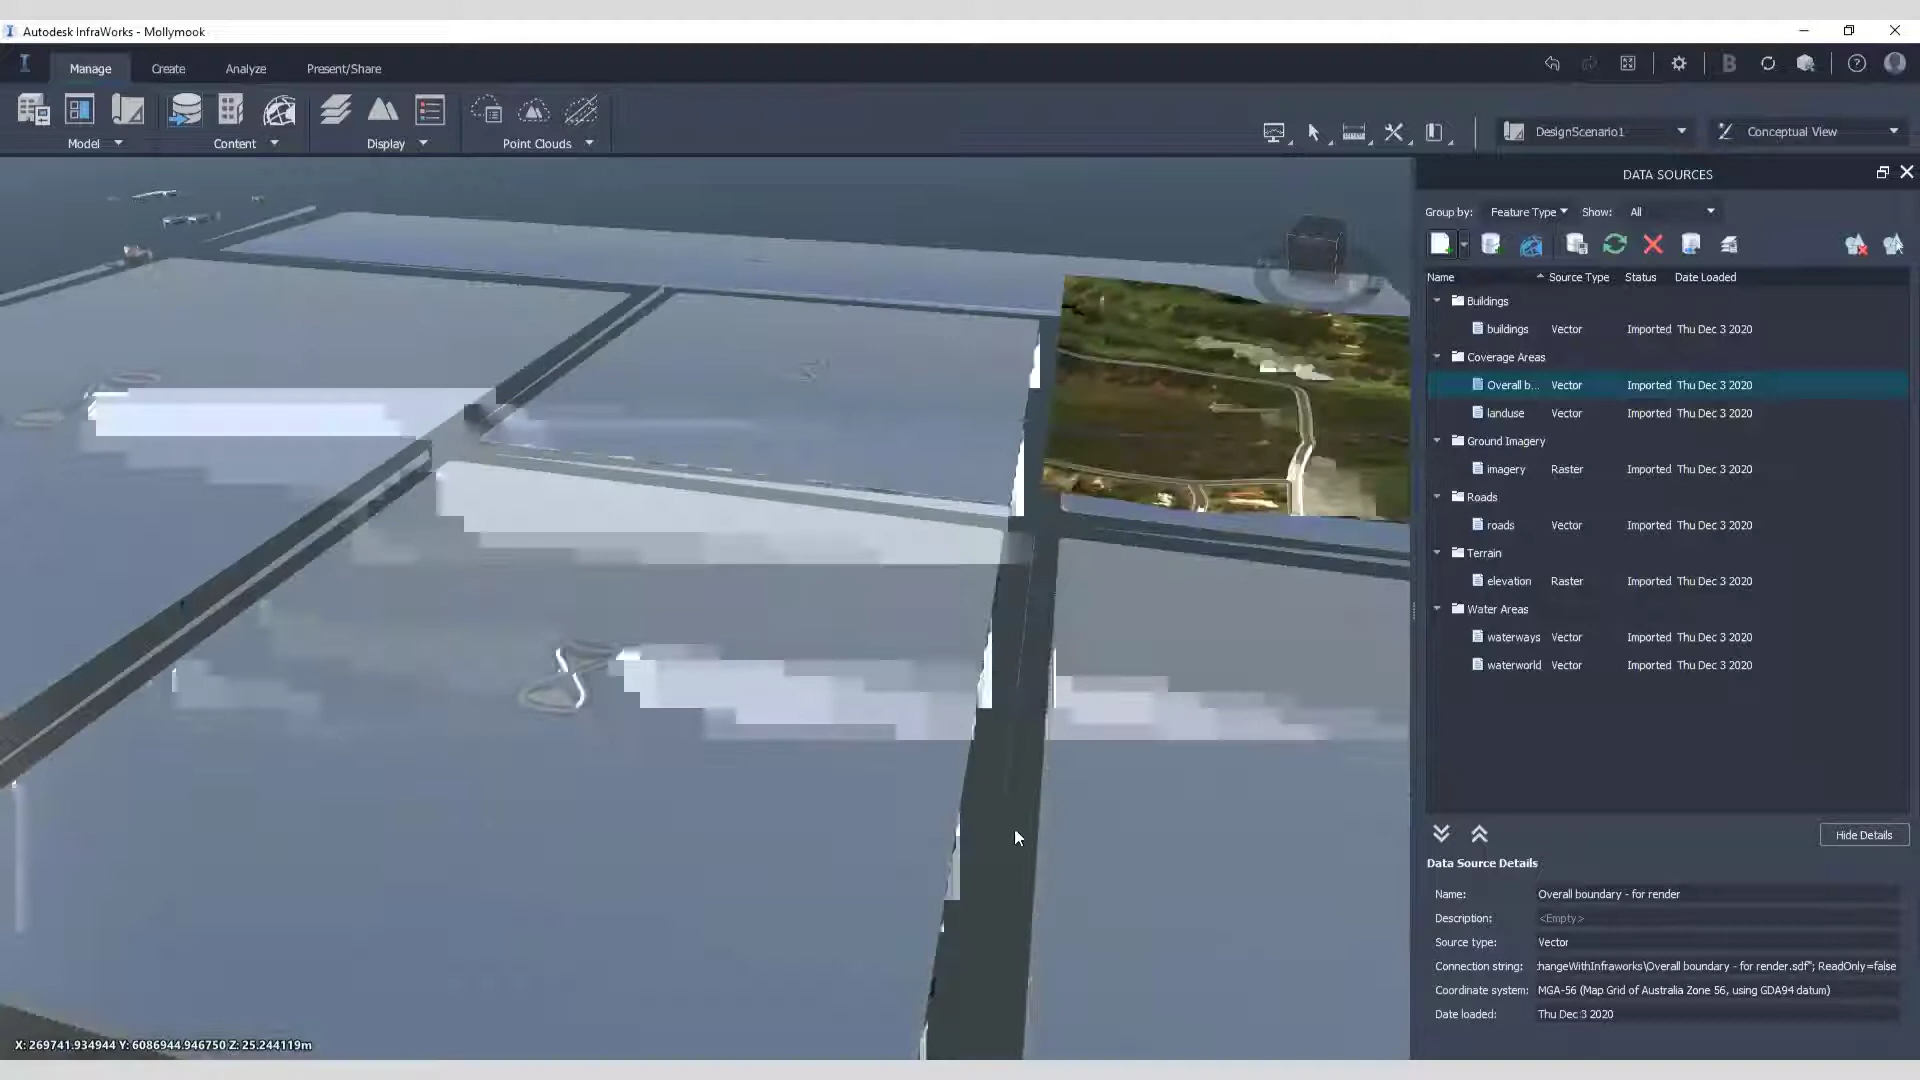 Autodesk InfraWorks - Mollymook
Manage Create Analyze Present/Share
Model Content Display Point Clouds
DesignScenario1 Conceptual View
DATA SOURCES
Group by: Feature Type Show: All
Name Source Type Status Date Loaded
Buildings
buildings Vector Imported Thu Dec 3 2020
Coverage Areas
Overall b... Vector Imported Thu Dec 3 2020
landuse Vector Imported Thu Dec 3 2020
Ground Imagery
imagery Raster Imported Thu Dec 3 2020
Roads
roads Vector Imported Thu Dec 3 2020
Terrain
elevation Raster Imported Thu Dec 3 2020
Water Areas
waterways Vector Imported Thu Dec 3 2020
waterworld Vector Imported Thu Dec 3 2020
Hide Details
Data Source Details
Name: Overall boundary - for render
Description: <Empty>
Source type: Vector
Connection string: :hangeWithInfraworks\Overall boundary - for render.sdf"; ReadOnly=false
Coordinate system: MGA-56 (Map Grid of Australia Zone 56, using GDA94 datum)
Date loaded: Thu Dec 3 2020
X: 269741.934944 Y: 6086944.946750 Z: 25.244119m